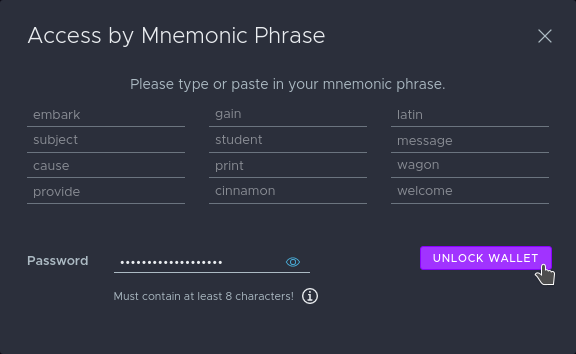 Access by Mnemonic Phrase
Please type or paste in your mnemonic phrase.
embark gain latin
subject student message
cause print wagon
provide cinnamon welcome
Password ••••••••••••••••••• UNLOCK WALLET
Must contain at least 8 characters!